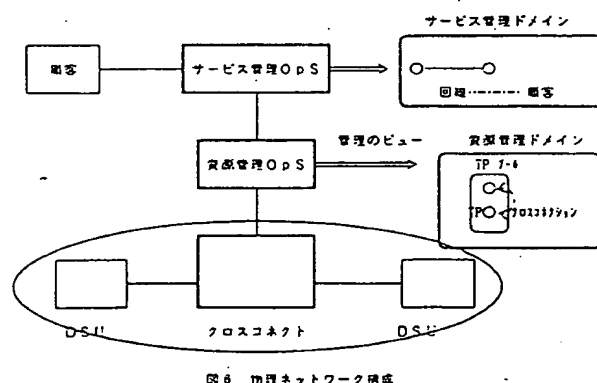 サービス管理ドメイン
顧客
サービス管理OpS
回線 顧客
管理のビュー
資源管理ドメイン
資源管理OpS
TP
TP クロスコネクション
DSU
クロスコネクト
DSU
図6 物理ネットワーク構成